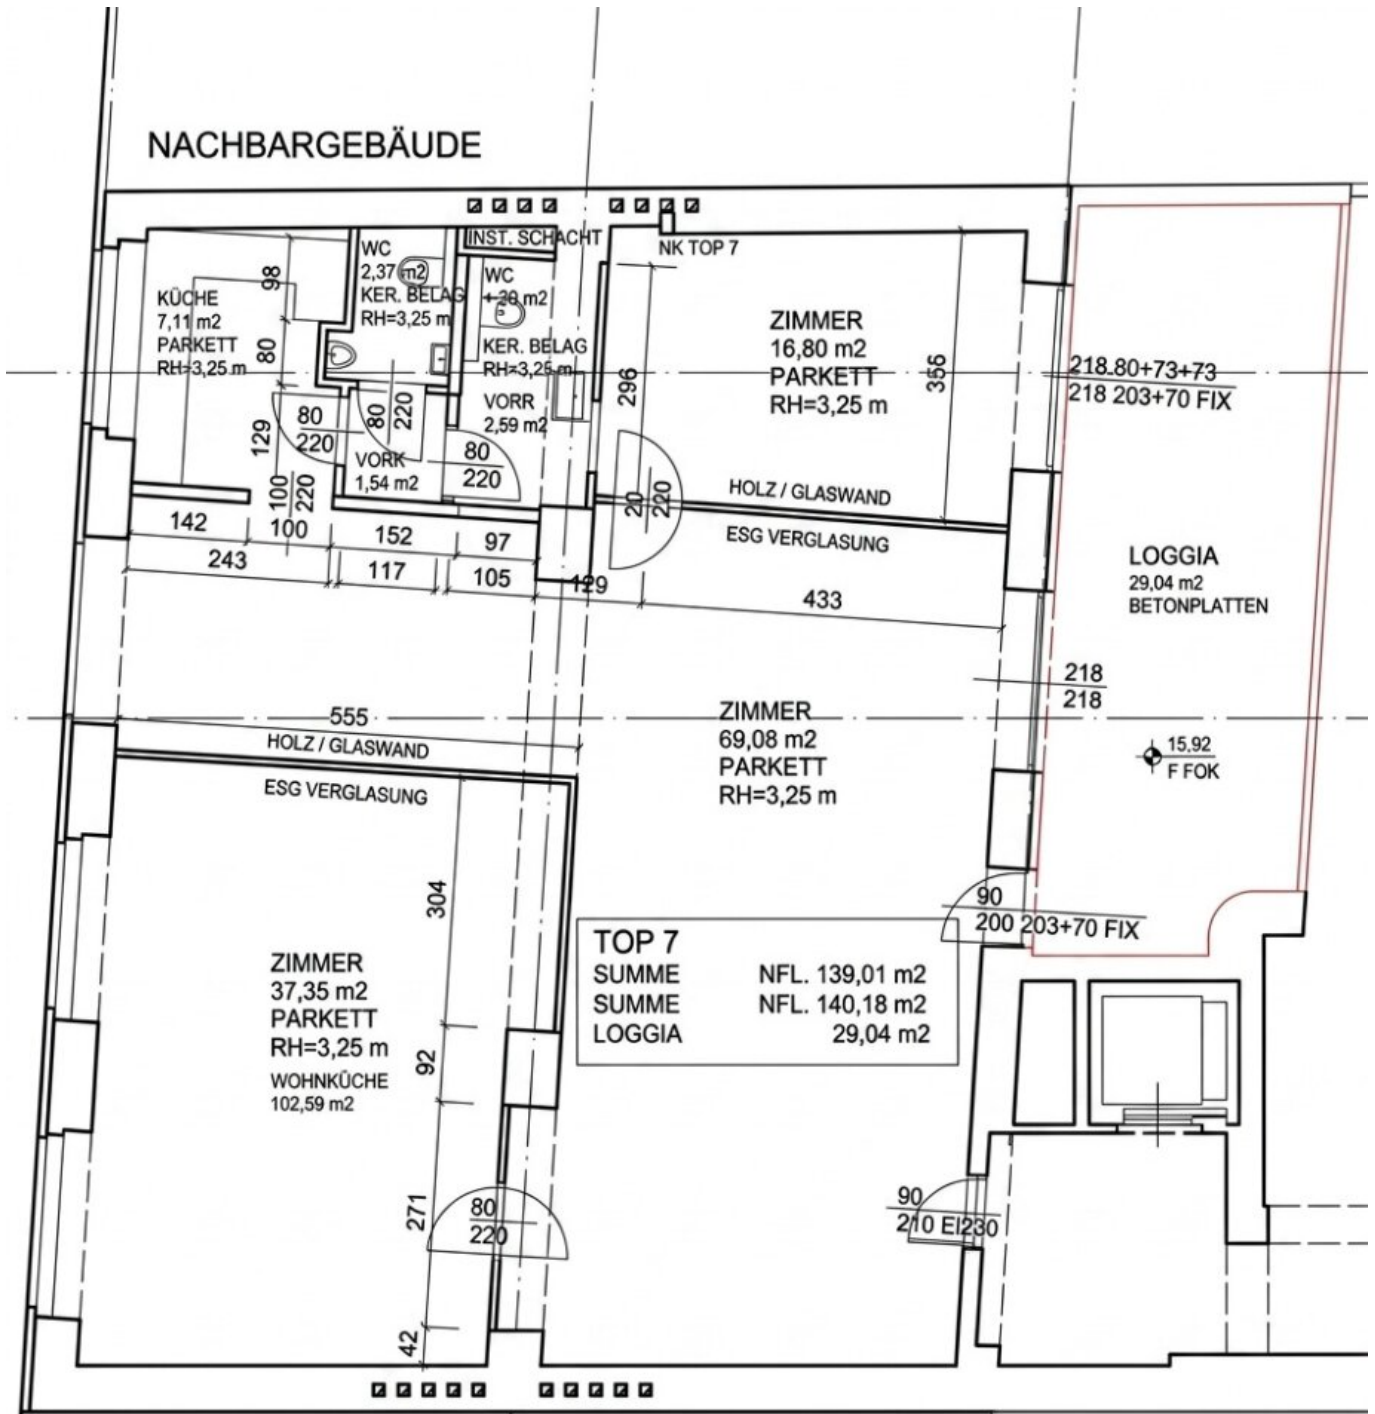 NACHBARGEBÄUDE
INST. SCHACHT
NK TOP 7
WC
2,37 m2
KER. BELAG
RH=3,25 m
WC
m2
KER. BELAG
RH=3,25 m
VORR
2,59 m2
KÜCHE
7,11 m2
PARKETT
RH=3,25 m
98
80
129
80
220
80
220
80
220
100
220
VORR
1,54 m2
ZIMMER
16,80 m2
PARKETT
RH=3,25 m
296
356
220
218 80+73+73
218 203+70 FIX
HOLZ / GLASWAND
ESG VERGLASUNG
142
100
152
97
243
117
105
129
433
LOGGIA
29,04 m2
BETONPLATTEN
218
218
15,92
F FOK
555
HOLZ / GLASWAND
ESG VERGLASUNG
ZIMMER
69,08 m2
PARKETT
RH=3,25 m
304
92
271
42
90
200 203+70 FIX
ZIMMER
37,35 m2
PARKETT
RH=3,25 m
WOHNKÜCHE
102,59 m2
TOP 7
SUMME NFL. 139,01 m2
SUMME NFL. 140,18 m2
LOGGIA 29,04 m2
80
220
90
210 EI230